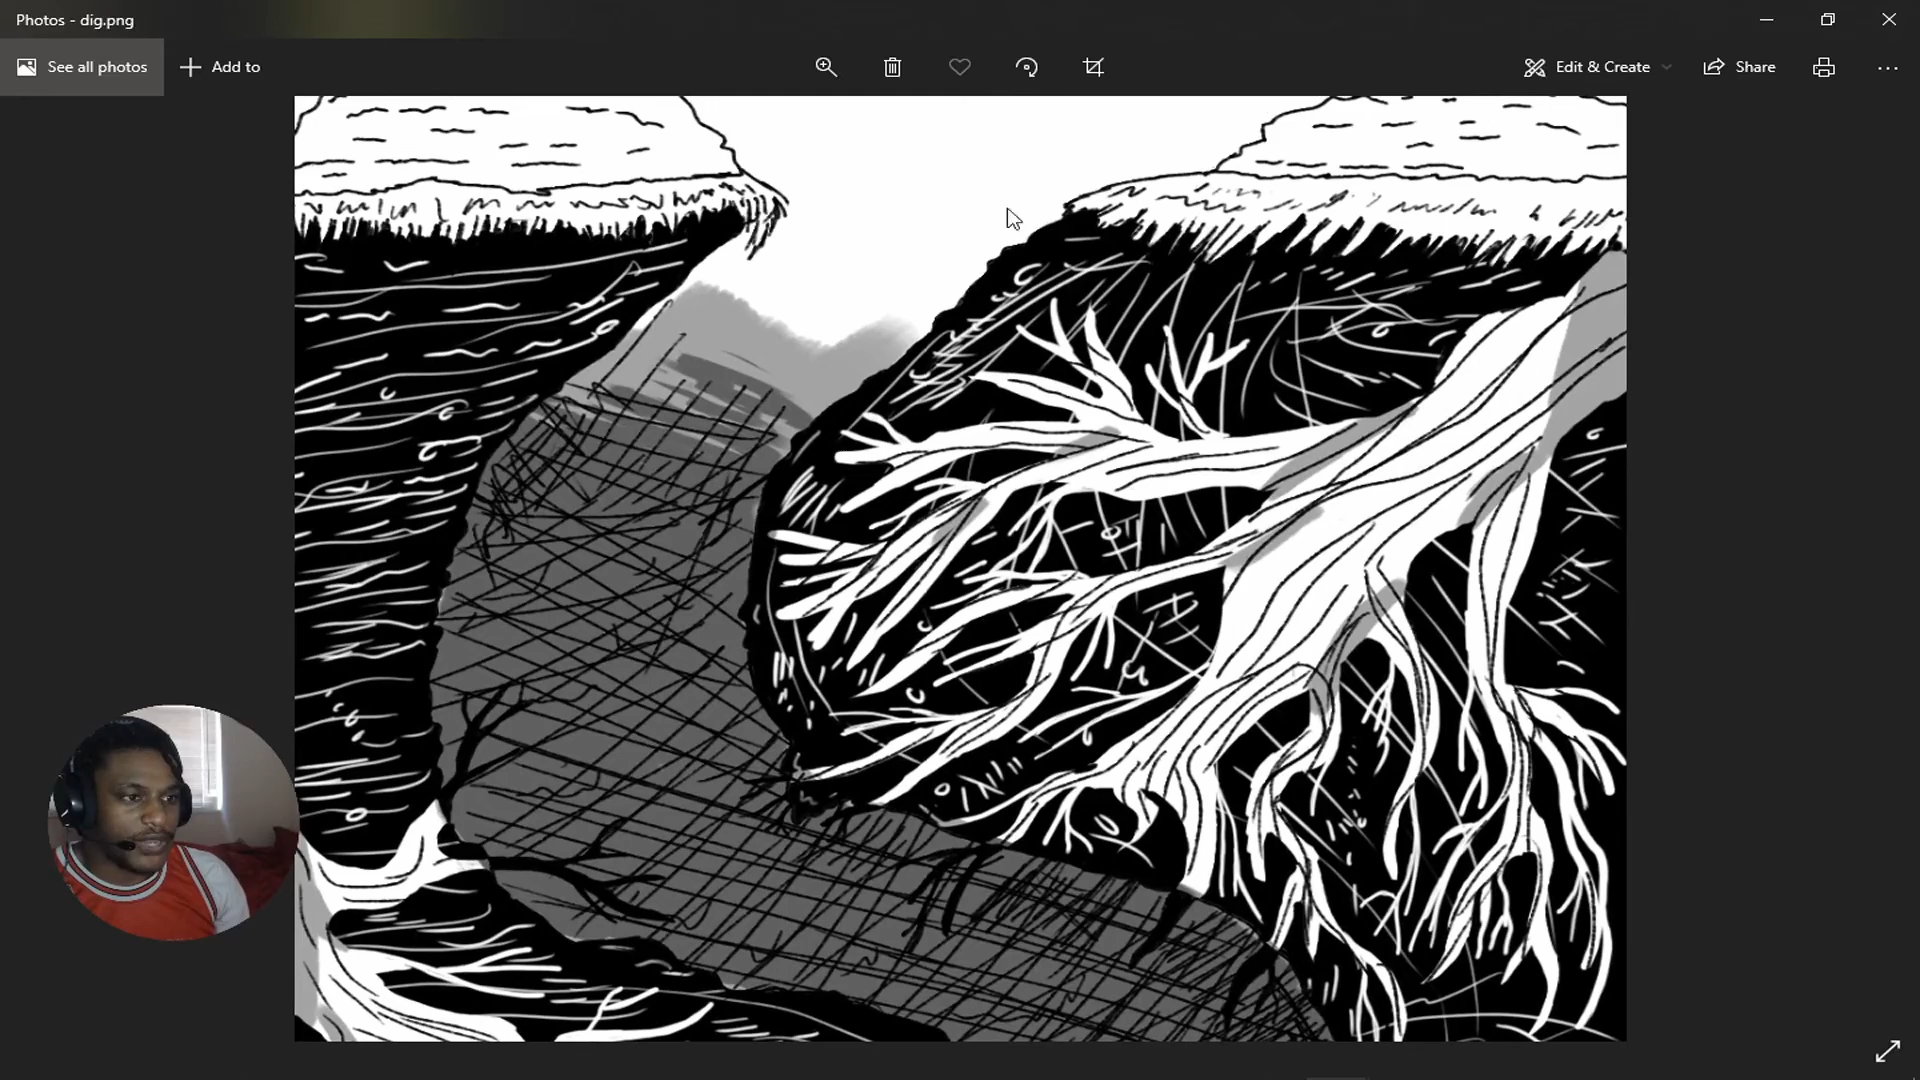 Photos - dig.png
See all photos
Add to
Edit & Create
Share